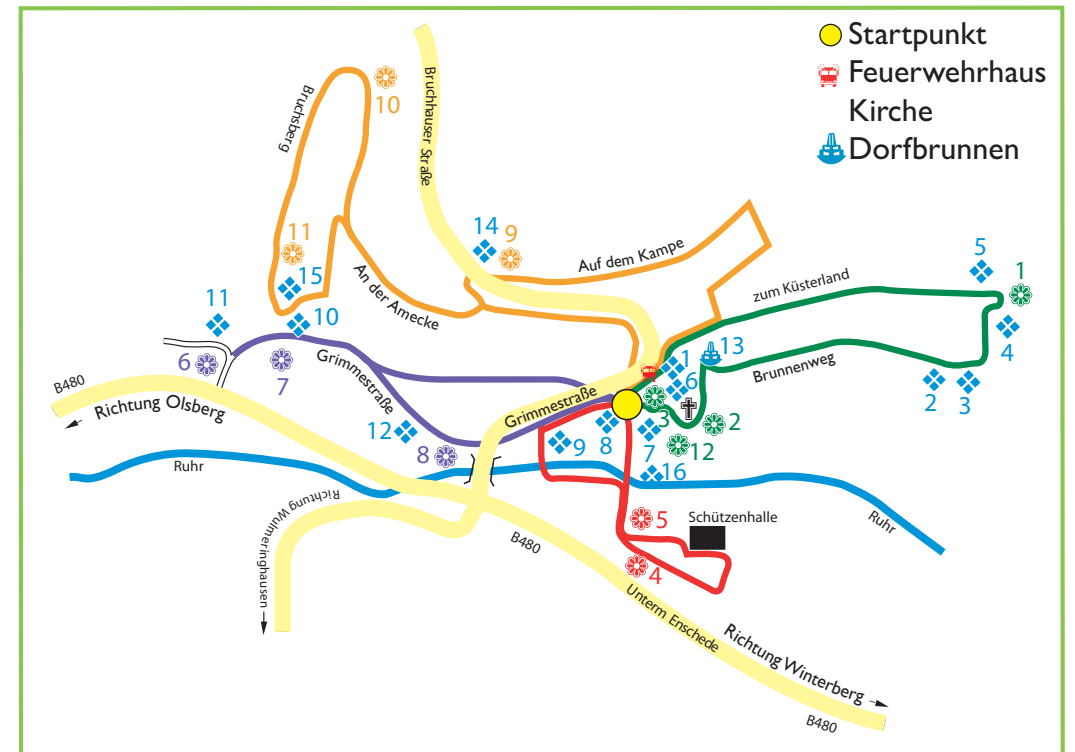 Startpunkt
Feuerwehrhaus
Kirche
Dorfbrunnen
Bruchhauser Straße
Bruchsberg
10
11
15
10
An der Amecke
14
9
Auf dem Kampe
zum Küsterland
5
1
4
Brunnenweg
2
3
13
1
6
3
2
12
7
8
16
9
11
6
7
Grimmestraße
Grimmestraße
12
8
B480
Richtung Olsberg
Ruhr
Richtung Wulmeringhausen
B480
5
Schützenhalle
4
Ruhr
Unterm Enschede
Richtung Winterberg
B480